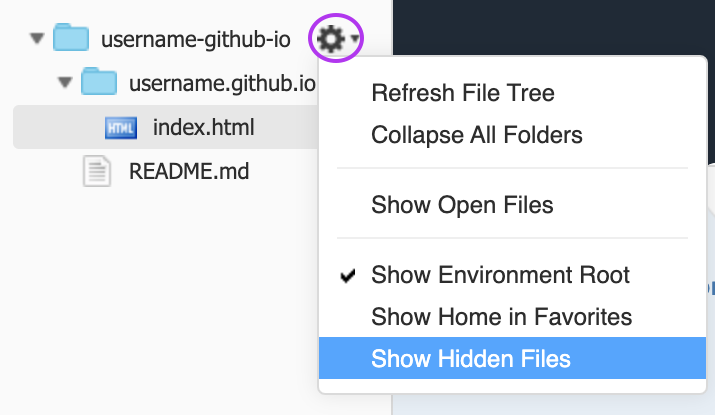 username-github-io
username.github.io
HTML
index.html
README.md
Refresh File Tree
Collapse All Folders
Show Open Files
Show Environment Root
Show Home in Favorites
Show Hidden Files